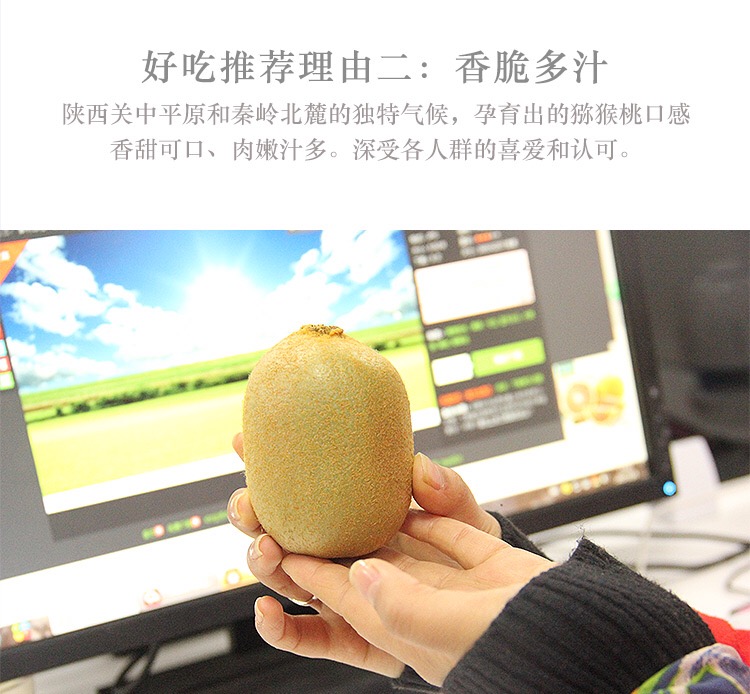 好吃推荐理由二：香脆多汁
陕西关中平原和秦岭北麓的独特气候，孕育出的猕猴桃口感
香甜可口、肉嫩汁多。深受各人群的喜爱和认可。